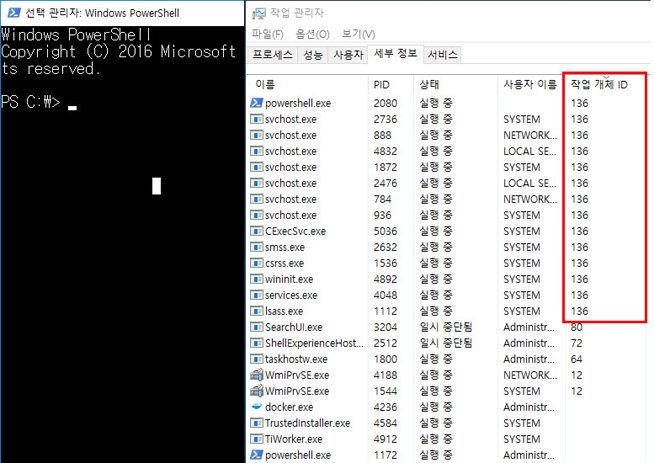 선택 관리자: Windows PowerShell
Windows PowerShell
Copyright (C) 2016 Microsoft
ts reserved.
PS C:\>
작업 관리자
파일(F) 옵션(O) 보기(V)
프로세스 성능 사용자 세부 정보 서비스
이름 PID 상태 사용자 이름 작업 개체 ID
powershell.exe 2080 실행 중 136
svchost.exe 2736 실행 중 SYSTEM 136
svchost.exe 888 실행 중 NETWORK... 136
svchost.exe 4832 실행 중 LOCAL SE... 136
svchost.exe 1872 실행 중 SYSTEM 136
svchost.exe 2476 실행 중 LOCAL SE... 136
svchost.exe 784 실행 중 NETWORK... 136
svchost.exe 936 실행 중 SYSTEM 136
CExecSvc.exe 5036 실행 중 SYSTEM 136
smss.exe 2632 실행 중 SYSTEM 136
csrss.exe 1536 실행 중 SYSTEM 136
wininit.exe 4892 실행 중 SYSTEM 136
services.exe 4048 실행 중 SYSTEM 136
lsass.exe 1112 실행 중 SYSTEM 136
SearchUI.exe 3204 일시 중단됨 Administr... 80
ShellExperienceHost... 2512 일시 중단됨 Administr... 72
taskhostw.exe 1800 실행 중 Administr... 64
WmiPrvSE.exe 4188 실행 중 NETWORK... 12
WmiPrvSE.exe 1544 실행 중 SYSTEM 12
docker.exe 4236 실행 중 Administr...
TrustedInstaller.exe 4584 실행 중 SYSTEM
TiWorker.exe 4912 실행 중 SYSTEM
powershell.exe 1172 실행 중 Administr...